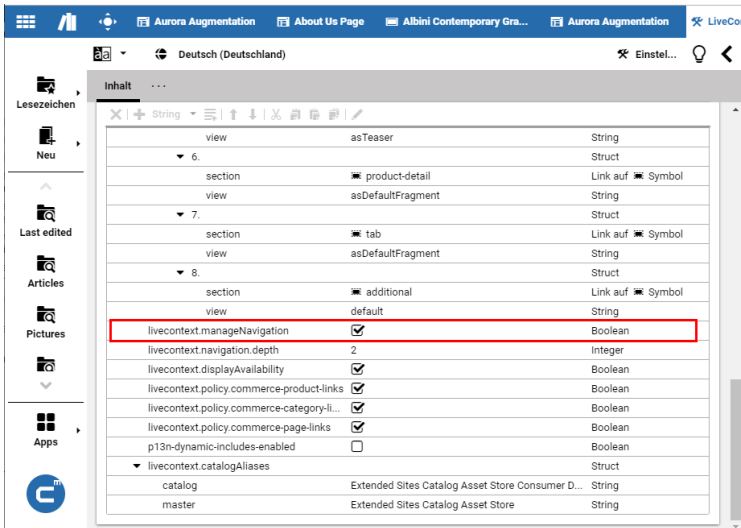 Aurora Augmentation
About Us Page
Albini Contemporary Gra...
Aurora Augmentation
LiveCo
aa
Deutsch (Deutschland)
Einstel...
Lesezeichen
Neu
Last edited
Articles
Pictures
Apps
Inhalt ...
String
view asTeaser String
6. Struct
section product-detail Link auf Symbol
view asDefaultFragment String
7. Struct
section tab Link auf Symbol
view asDefaultFragment String
8. Struct
section additional Link auf Symbol
view default String
livecontext.manageNavigation Boolean
livecontext.navigation.depth 2 Integer
livecontext.displayAvailability Boolean
livecontext.policy.commerce-product-links Boolean
livecontext.policy.commerce-category-li... Boolean
livecontext.policy.commerce-page-links Boolean
p13n-dynamic-includes-enabled Boolean
livecontext.catalogAliases Struct
catalog Extended Sites Catalog Asset Store Consumer D... String
master Extended Sites Catalog Asset Store String